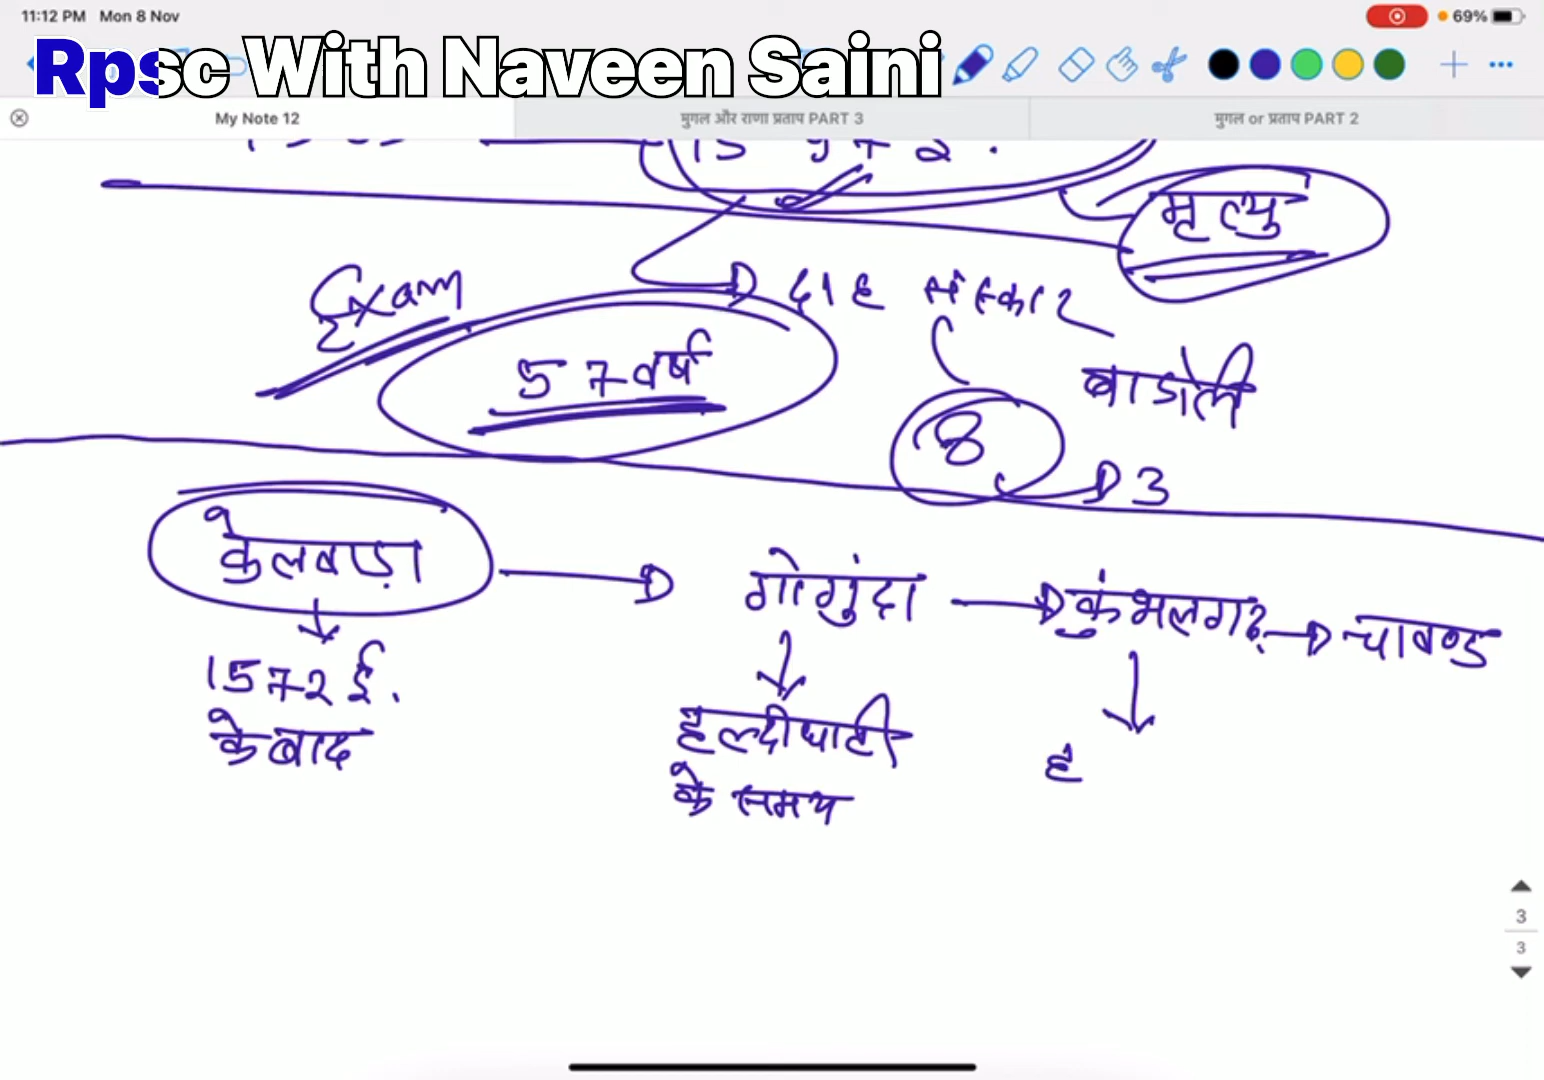 11:12 PM Mon 8 Nov 69%
Rpsc With Naveen Saini
My Note 12 मुगल और राणा प्रताप PART 3 मुगल or प्रताप PART 2
मृत्यु
Exam दाह संस्कार
57 वर्ष बाडोली
8 3
केलवाड़ा गोगुंदा कुंभलगढ़ चावण्ड
1572 ई. हल्दीघाटी ह
के बाद के समय
3
3